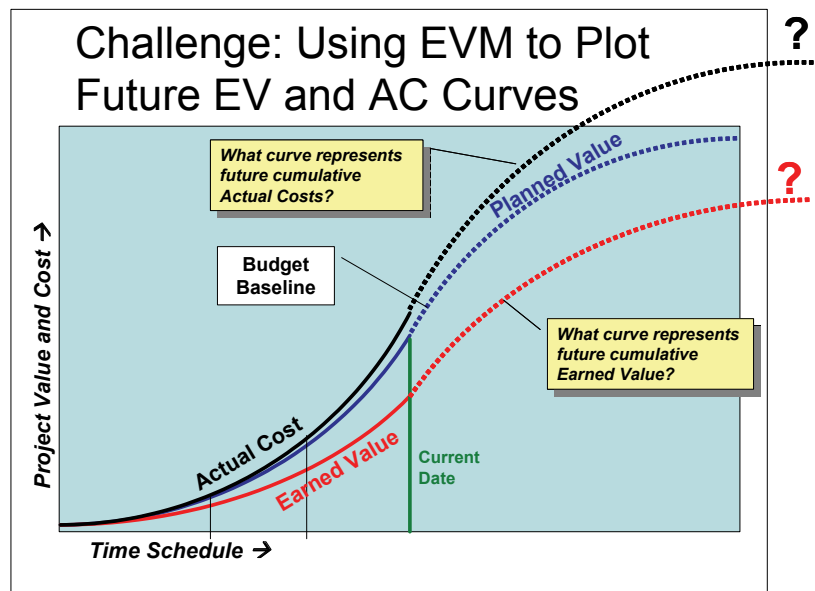 Challenge: Using EVM to Plot
Future EV and AC Curves
?
?
What curve represents
future cumulative
Actual Costs?
Planned Value
Budget
Baseline
What curve represents
future cumulative
Earned Value?
Actual Cost
Earned Value
Current
Date
Project Value and Cost →
Time Schedule →